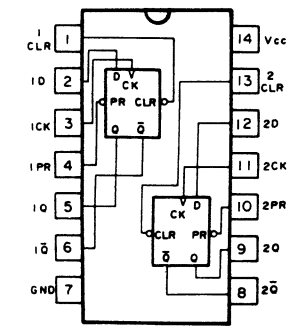 1 CLR 1 14 Vcc
1D 2 13 2 CLR
D CK
PR CLR
Q Q̅
1CK 3 12 2D
1PR 4 11 2CK
CK D
1Q 5 10 2PR
CLR PR
1Q̅ 6 9 2Q
Q̅ Q
GND 7 8 2Q̅